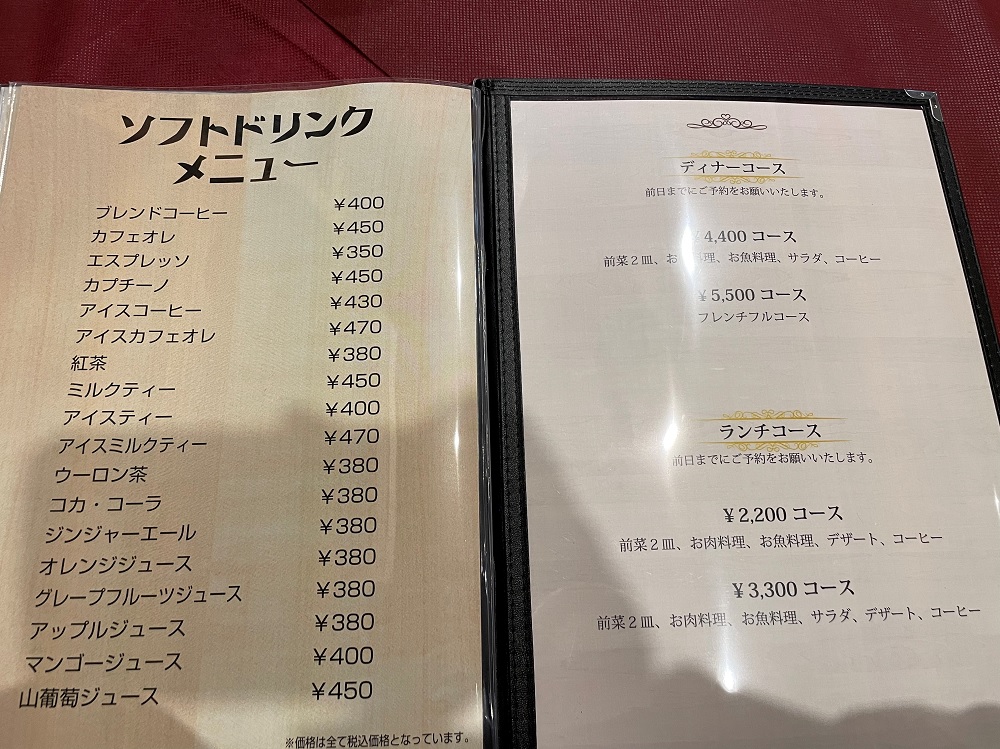 ソフトドリンク
メニュー
ブレンドコーヒー ¥400
カフェオレ ¥450
エスプレッソ ¥350
カプチーノ ¥450
アイスコーヒー ¥430
アイスカフェオレ ¥470
紅茶 ¥380
ミルクティー ¥450
アイスティー ¥400
アイスミルクティー ¥470
ウーロン茶 ¥380
コカ・コーラ ¥380
ジンジャーエール ¥380
オレンジジュース ¥380
グレープフルーツジュース ¥380
アップルジュース ¥380
マンゴージュース ¥400
山葡萄ジュース ¥450
※価格は全て税込価格となっています。
ディナーコース
前日までにご予約をお願いいたします。
¥4,400 コース
前菜2皿、お 料理、お魚料理、サラダ、コーヒー
¥5,500 コース
フレンチフルコース
ランチコース
前日までにご予約をお願いいたします。
¥2,200 コース
前菜2皿、お肉料理、お魚料理、デザート、コーヒー
¥3,300 コース
前菜2皿、お肉料理、お魚料理、サラダ、デザート、コーヒー